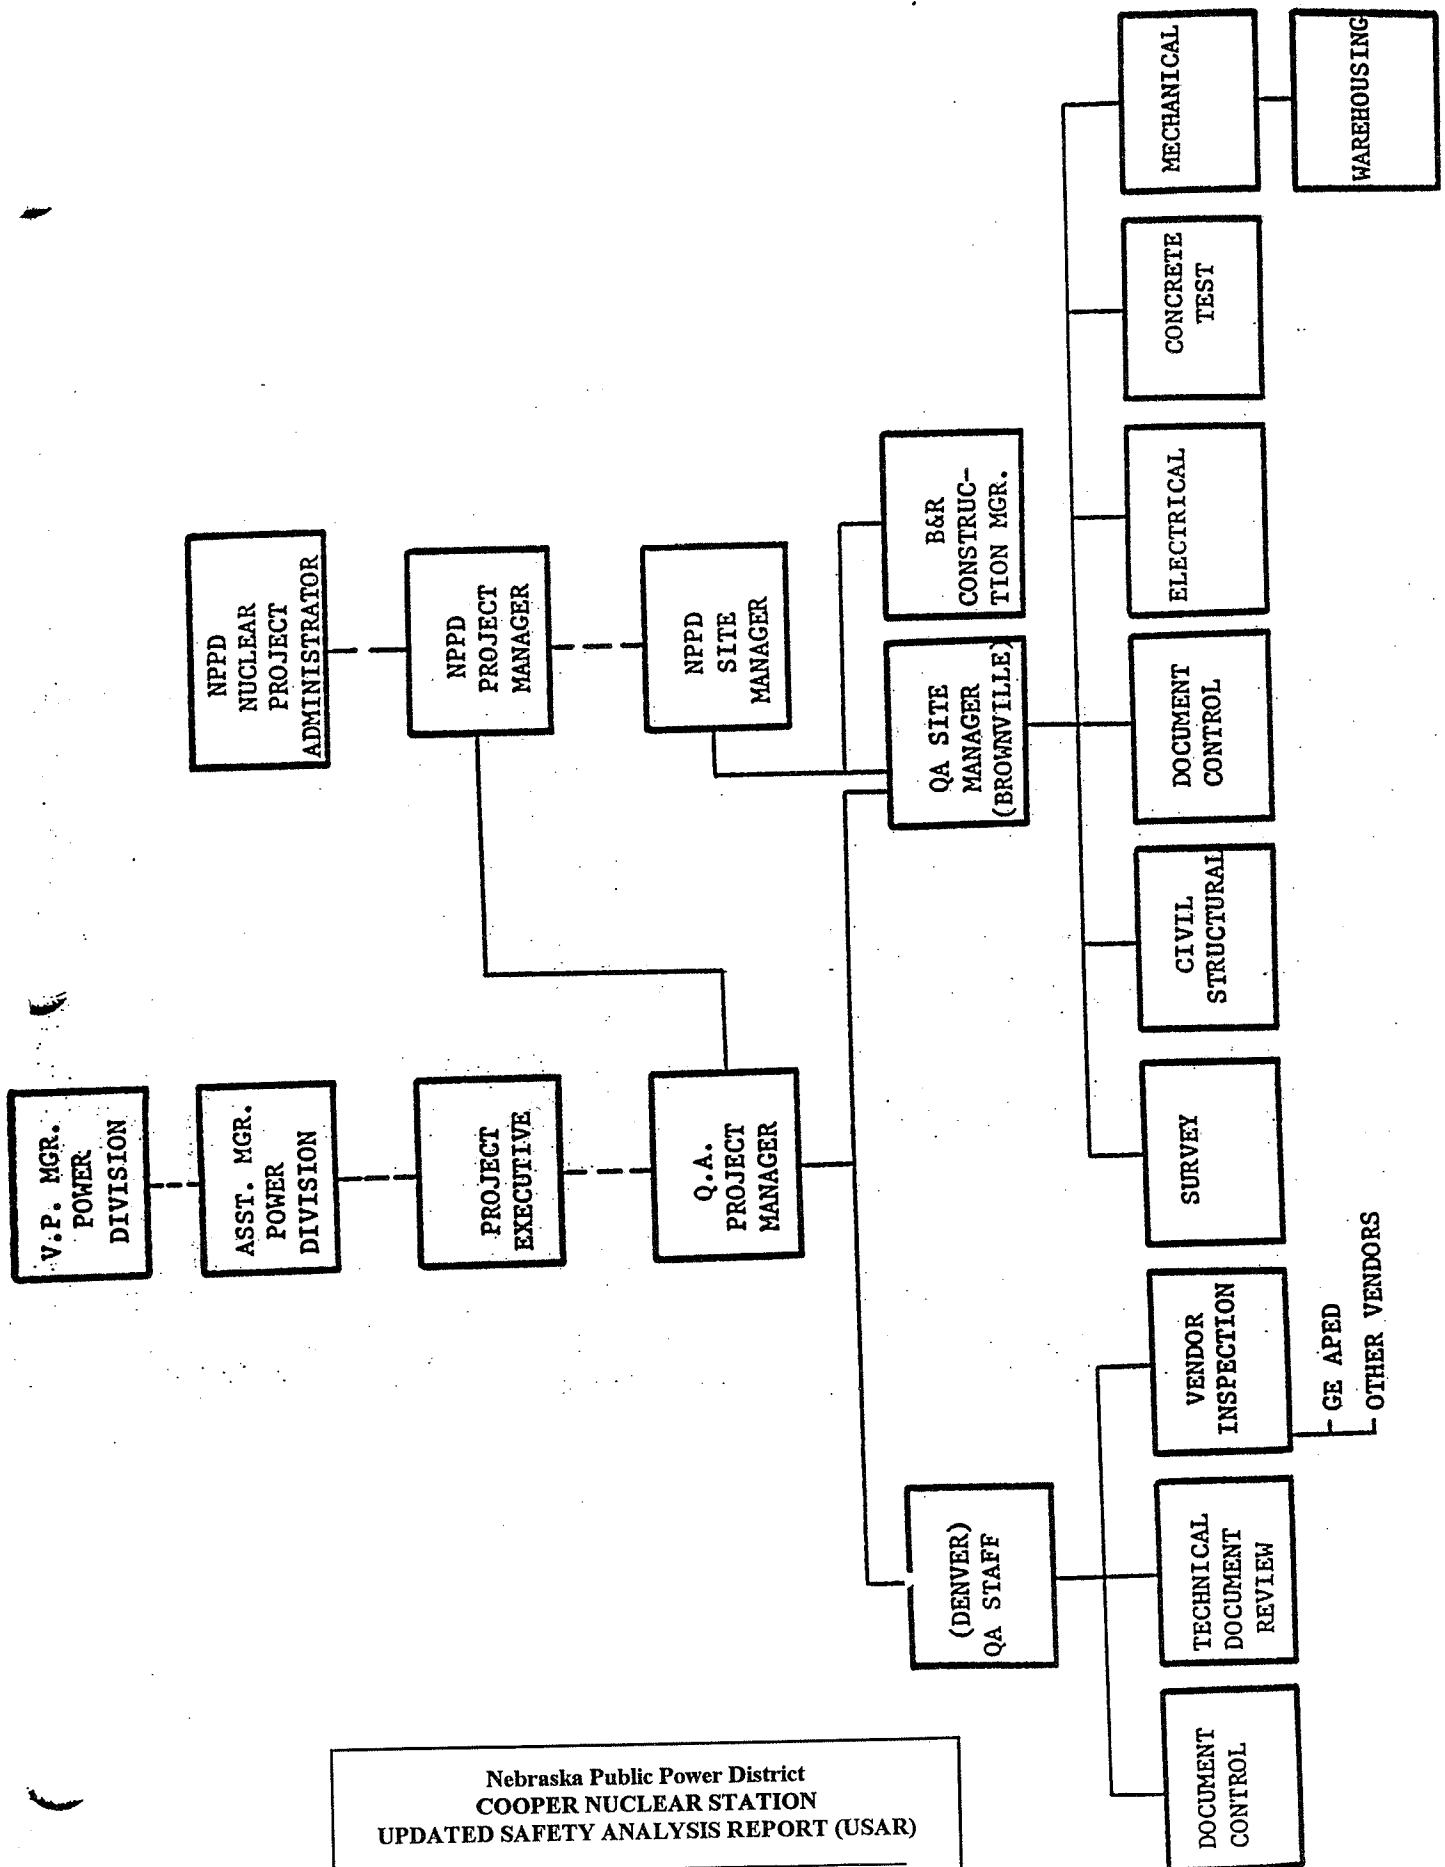 V.P. MGR.
POWER
DIVISION
ASST. MGR.
POWER
DIVISION
PROJECT
EXECUTIVE
Q.A.
PROJECT
MANAGER
NPPD
NUCLEAR
PROJECT
ADMINISTRATOR
NPPD
PROJECT
MANAGER
NPPD
SITE
MANAGER
(DENVER)
QA STAFF
QA SITE
MANAGER
(BROWNVILLE)
B&R
CONSTRUC-
TION MGR.
DOCUMENT
CONTROL
TECHNICAL
DOCUMENT
REVIEW
VENDOR
INSPECTION
GE APED
OTHER VENDORS
SURVEY
CIVIL
STRUCTURAL
DOCUMENT
CONTROL
ELECTRICAL
CONCRETE
TEST
MECHANICAL
WAREHOUSING
Nebraska Public Power District
COOPER NUCLEAR STATION
UPDATED SAFETY ANALYSIS REPORT (USAR)